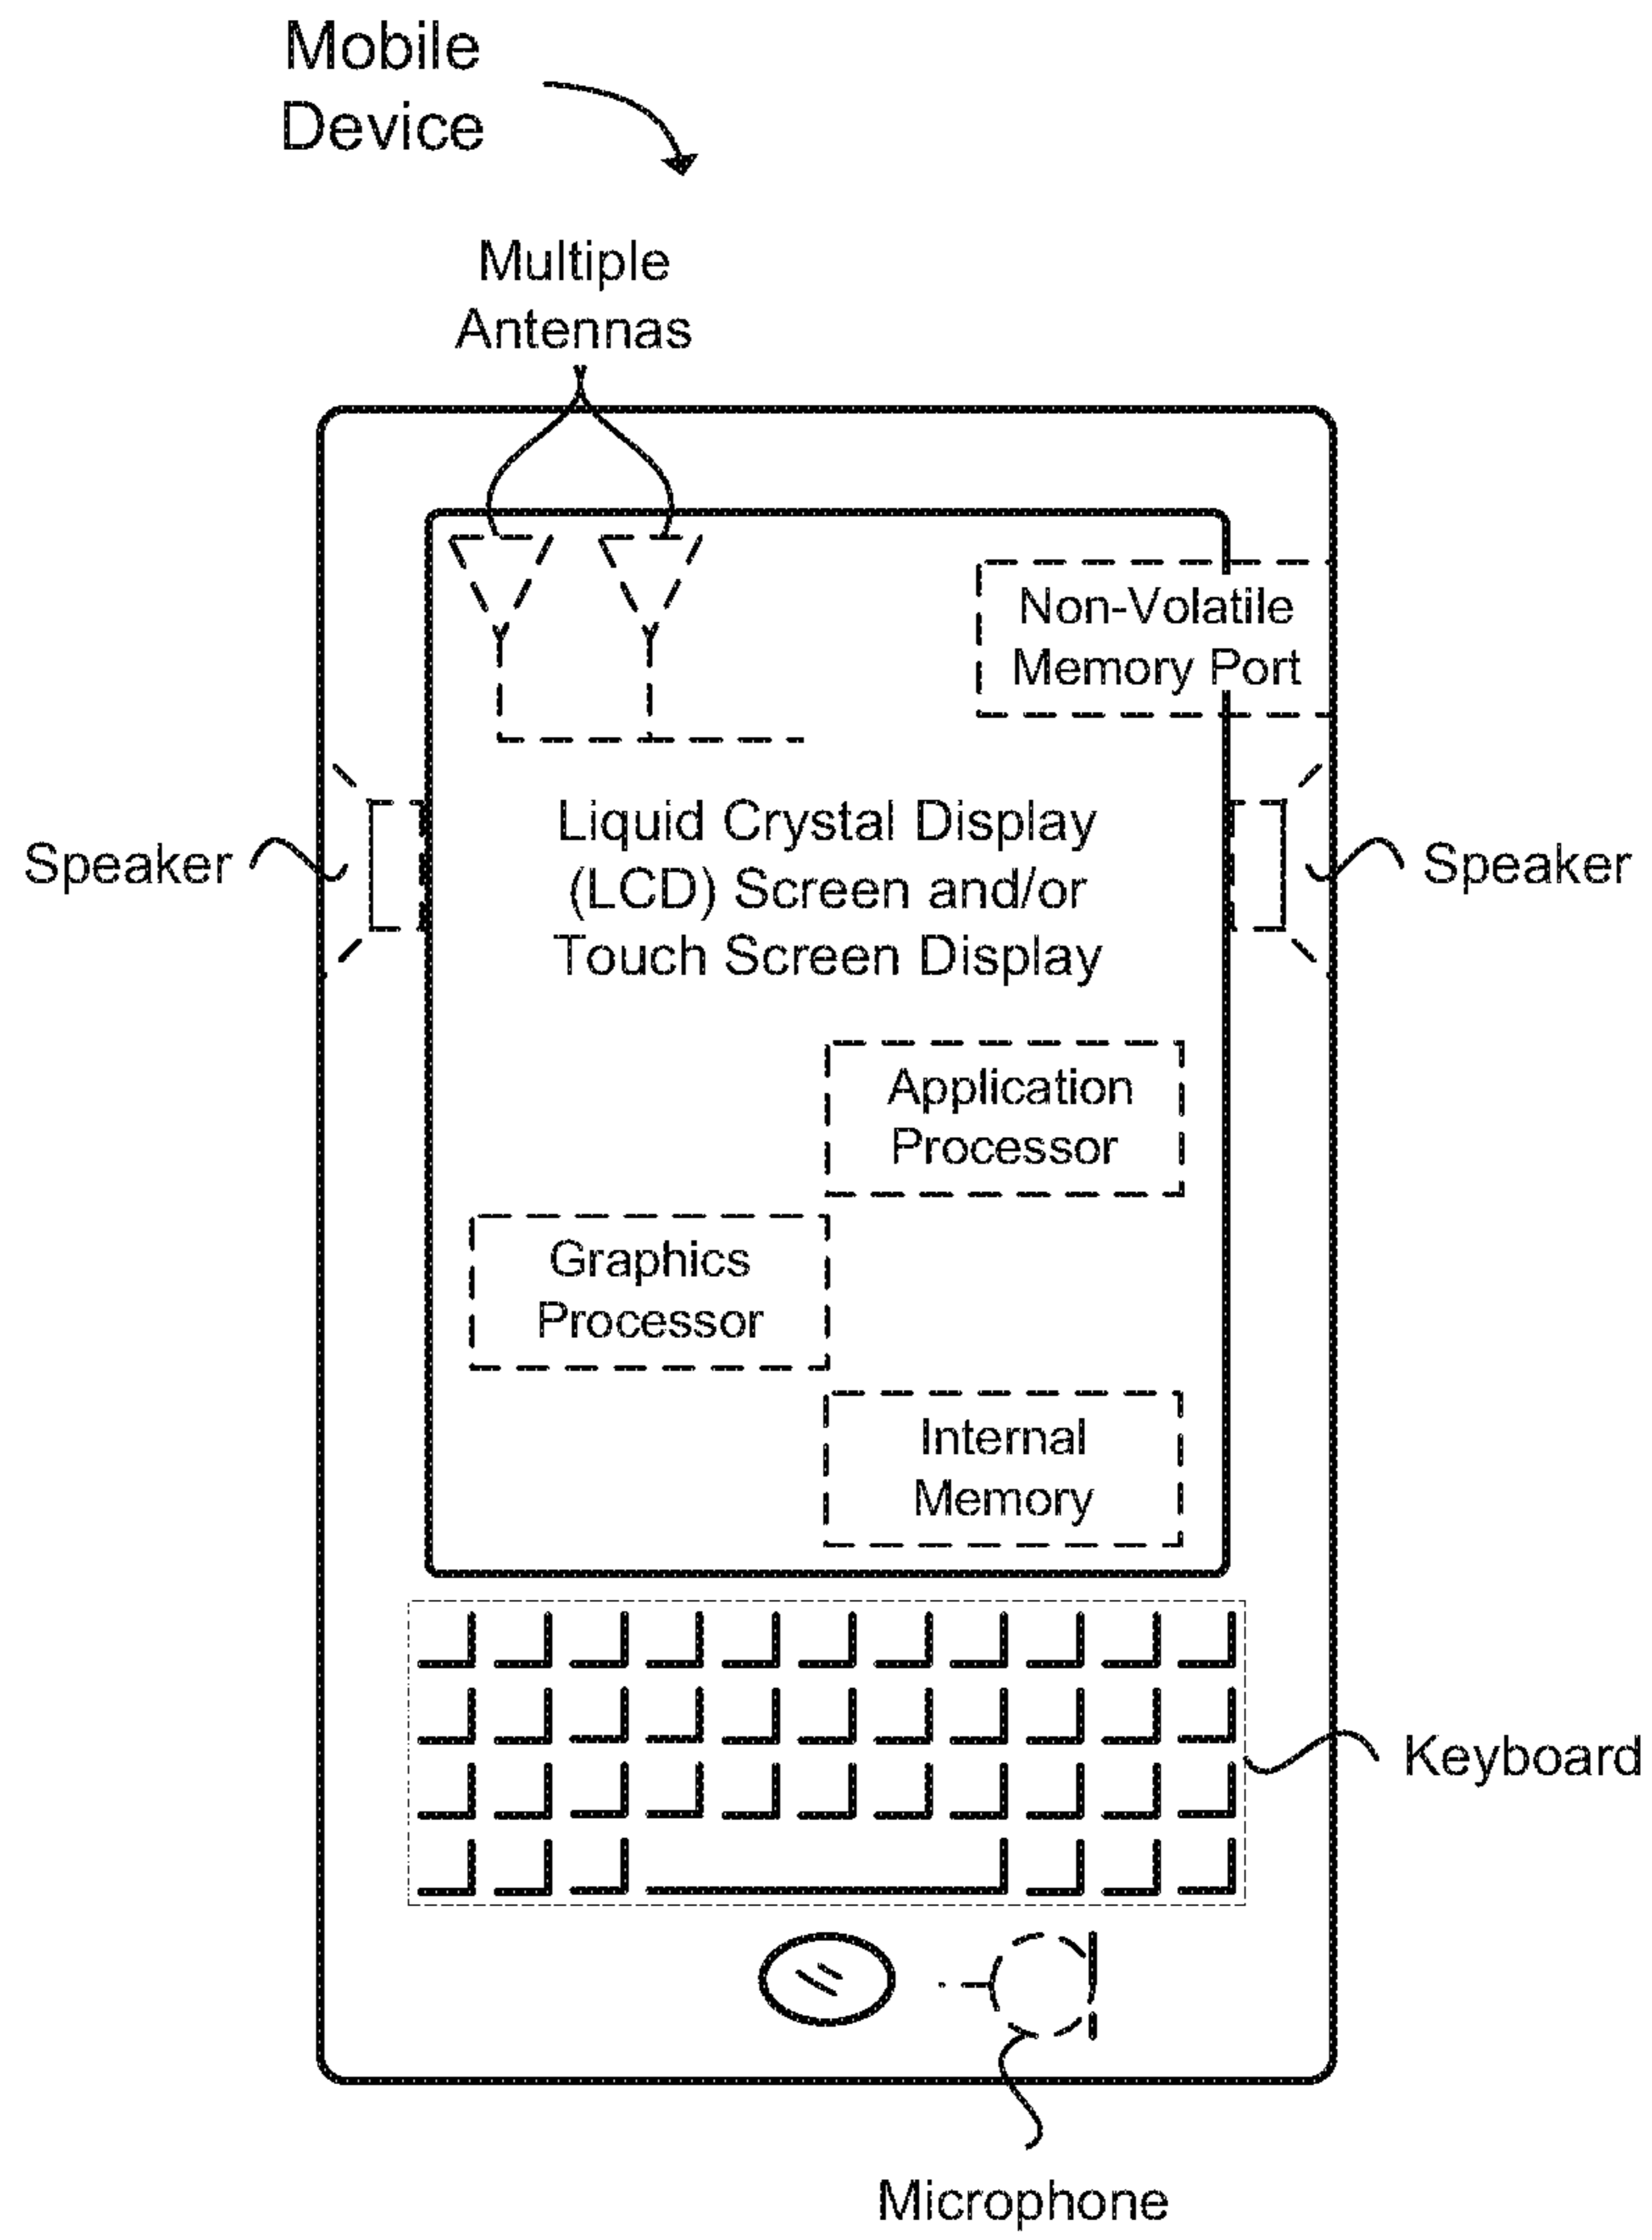 Mobile
Device
Multiple
Antennas
Non-Volatile
Memory Port
Speaker
Liquid Crystal Display
(LCD) Screen and/or
Touch Screen Display
Speaker
Application
Processor
Graphics
Processor
Internal
Memory
Keyboard
Microphone